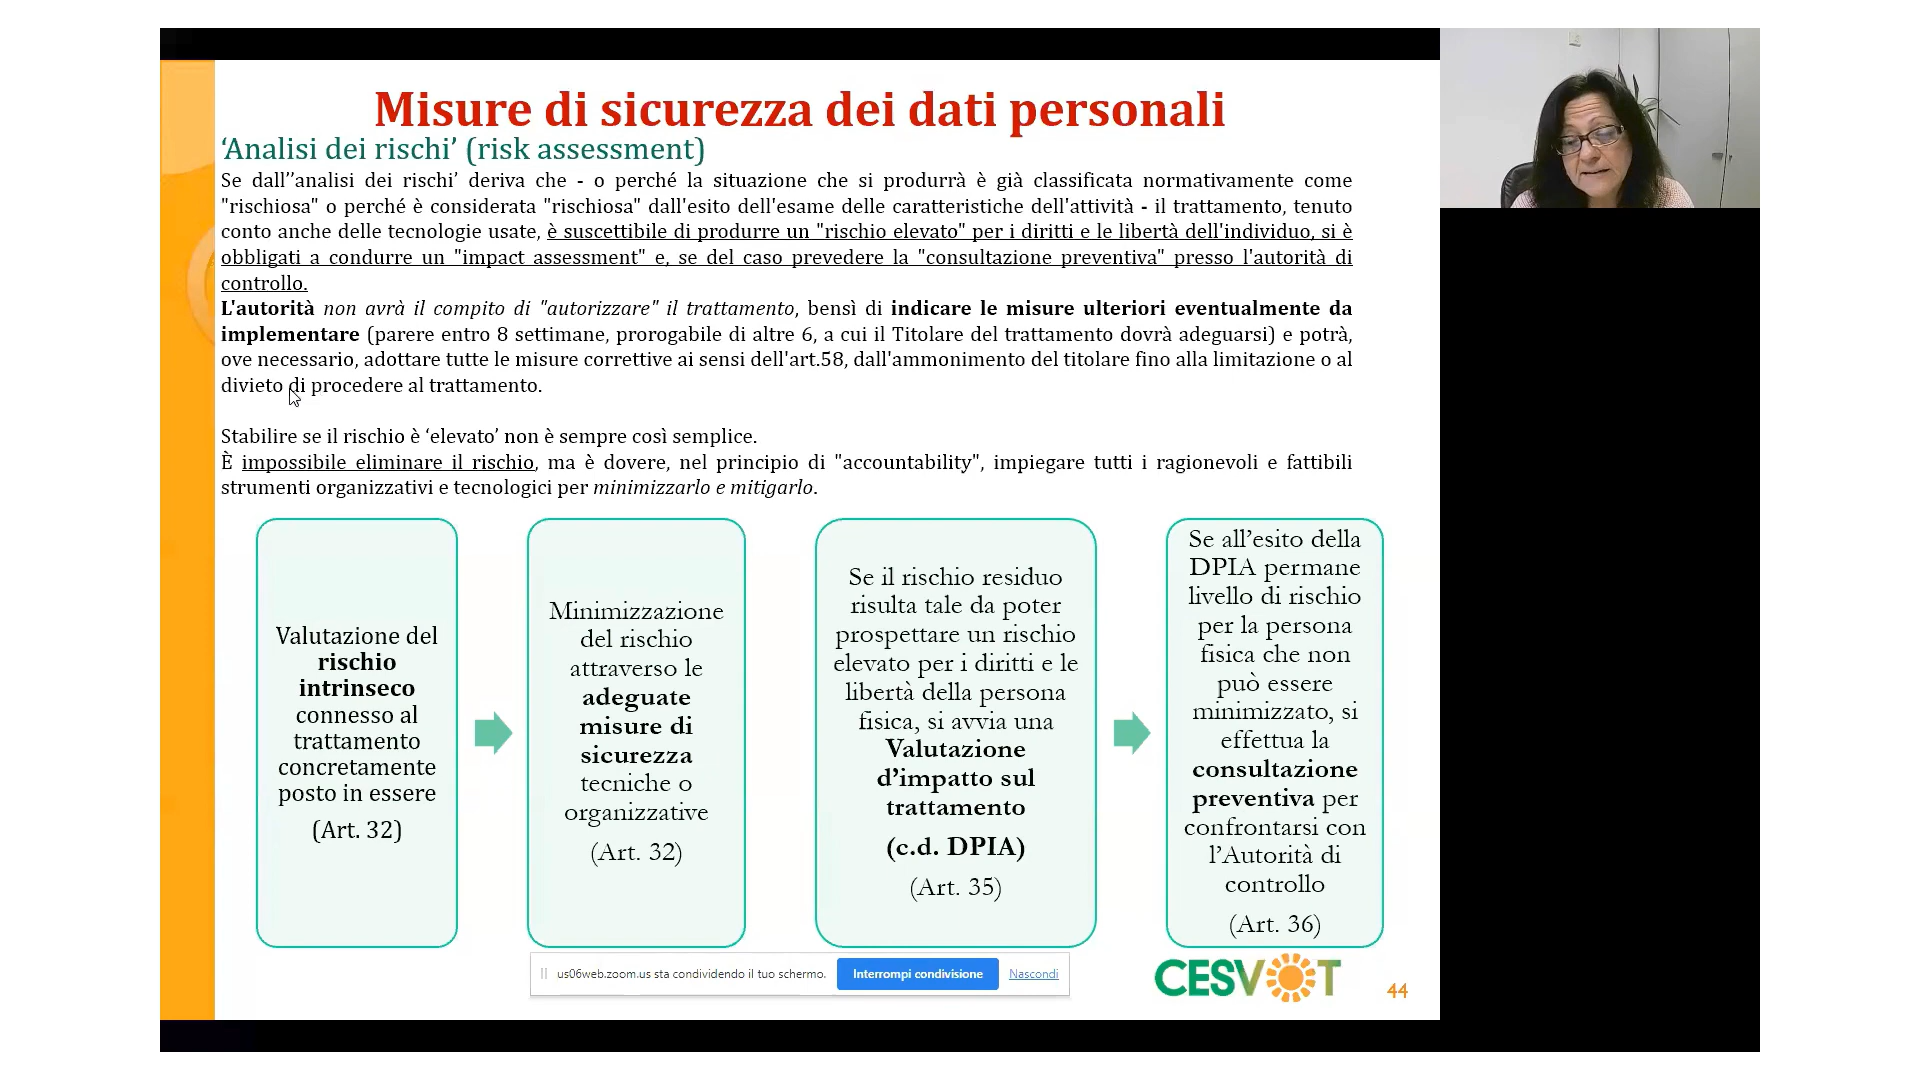 Misure di sicurezza dei dati personali
‘Analisi dei rischi’ (risk assessment)
Se dall’’analisi dei rischi’ deriva che - o perché la situazione che si produrrà è già classificata normativamente come
"rischiosa" o perché è considerata "rischiosa" dall'esito dell'esame delle caratteristiche dell'attività - il trattamento, tenuto
conto anche delle tecnologie usate, è suscettibile di produrre un "rischio elevato" per i diritti e le libertà dell'individuo, si è
obbligati a condurre un "impact assessment" e, se del caso prevedere la "consultazione preventiva" presso l'autorità di
controllo.
L'autorità non avrà il compito di "autorizzare" il trattamento, bensì di indicare le misure ulteriori eventualmente da
implementare (parere entro 8 settimane, prorogabile di altre 6, a cui il Titolare del trattamento dovrà adeguarsi) e potrà,
ove necessario, adottare tutte le misure correttive ai sensi dell'art.58, dall'ammonimento del titolare fino alla limitazione o al
divieto di procedere al trattamento.
Stabilire se il rischio è ‘elevato’ non è sempre così semplice.
È impossibile eliminare il rischio, ma è dovere, nel principio di "accountability", impiegare tutti i ragionevoli e fattibili
strumenti organizzativi e tecnologici per minimizzarlo e mitigarlo.
Valutazione del
rischio
intrinseco
connesso al
trattamento
concretamente
posto in essere
(Art. 32)
Minimizzazione
del rischio
attraverso le
adeguate
misure di
sicurezza
tecniche o
organizzative
(Art. 32)
Se il rischio residuo
risulta tale da poter
prospettare un rischio
elevato per i diritti e le
libertà della persona
fisica, si avvia una
Valutazione
d’impatto sul
trattamento
(c.d. DPIA)
(Art. 35)
Se all’esito della
DPIA permane
livello di rischio
per la persona
fisica che non
può essere
minimizzato, si
effettua la
consultazione
preventiva per
confrontarsi con
l’Autorità di
controllo
(Art. 36)
us06web.zoom.us sta condividendo il tuo schermo.
Interrompi condivisione
Nascondi
CESVOT
44